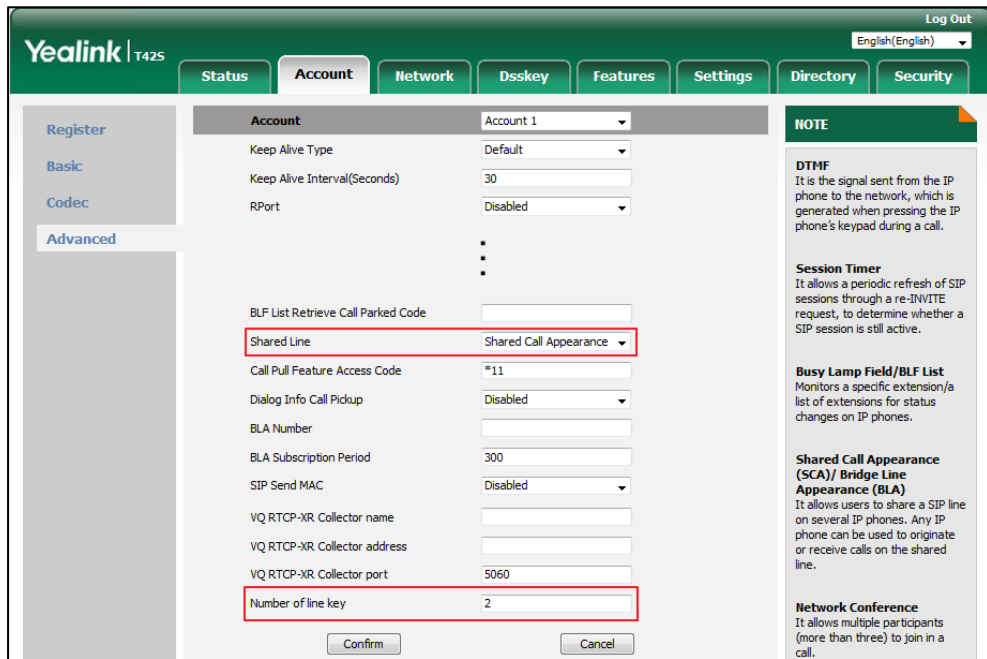 Log Out
Yealink | T42S
English(English)
Status
Account
Network
Dsskey
Features
Settings
Directory
Security
Register
Basic
Codec
Advanced
Account Account 1
Keep Alive Type Default
Keep Alive Interval(Seconds) 30
RPort Disabled
BLF List Retrieve Call Parked Code
Shared Line Shared Call Appearance
Call Pull Feature Access Code *11
Dialog Info Call Pickup Disabled
BLA Number
BLA Subscription Period 300
SIP Send MAC Disabled
VQ RTCP-XR Collector name
VQ RTCP-XR Collector address
VQ RTCP-XR Collector port 5060
Number of line key 2
Confirm
Cancel
NOTE
DTMF
It is the signal sent from the IP
phone to the network, which is
generated when pressing the IP
phone's keypad during a call.
Session Timer
It allows a periodic refresh of SIP
sessions through a re-INVITE
request, to determine whether a
SIP session is still active.
Busy Lamp Field/BLF List
Monitors a specific extension/a
list of extensions for status
changes on IP phones.
Shared Call Appearance
(SCA)/ Bridge Line
Appearance (BLA)
It allows users to share a SIP line
on several IP phones. Any IP
phone can be used to originate
or receive calls on the shared
line.
Network Conference
It allows multiple participants
(more than three) to join in a
call.